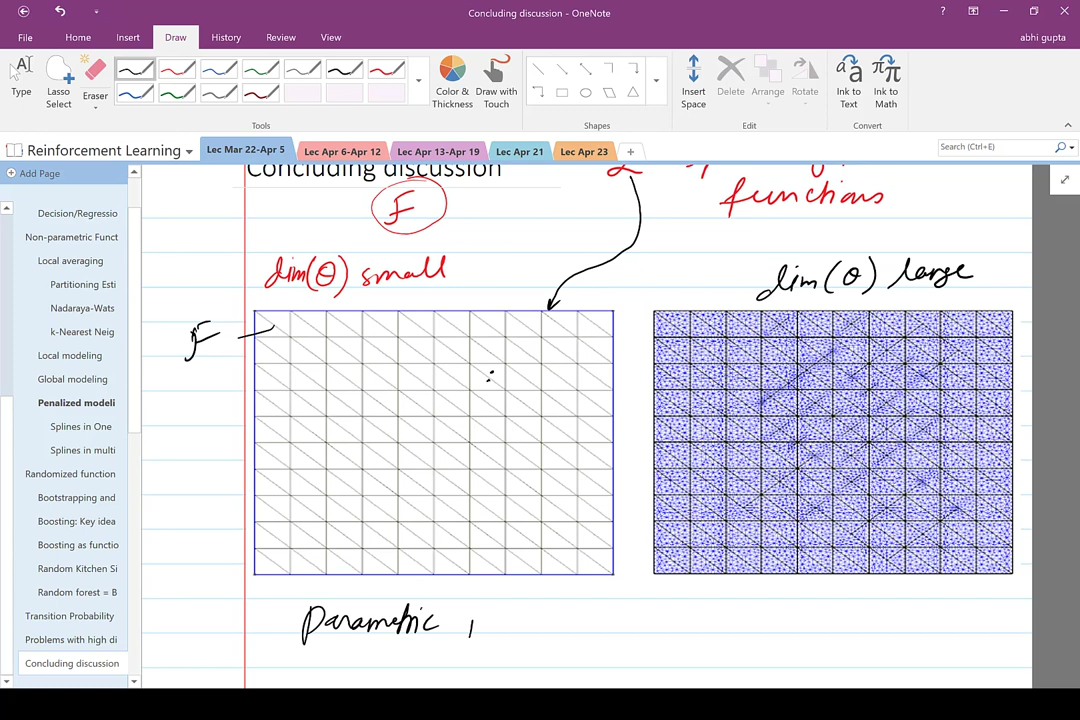 Concluding discussion - OneNote
?
File
Home
Insert
Draw
History
Review
View
abhi gupta
Type
Lasso Select
Eraser
Color & Thickness
Draw with Touch
Insert Space
Delete
Arrange
Rotate
Ink to Text
Ink to Math
Tools
Shapes
Edit
Convert
Reinforcement Learning
Lec Mar 22-Apr 5
Lec Apr 6-Apr 12
Lec Apr 13-Apr 19
Lec Apr 21
Lec Apr 23
Search (Ctrl+E)
Add Page
Decision/Regressio
Non-parametric Funct
Local averaging
Partitioning Esti
Nadaraya-Wats
k-Nearest Neig
Local modeling
Global modeling
Penalized modeli
Splines in One
Splines in multi
Randomized function
Bootstrapping and
Boosting: Key idea
Boosting as functio
Random Kitchen Si
Random forest = B
Transition Probability
Problems with high di
Concluding discussion
Concluding discussion
F
functions
dim(θ) small
dim(θ) large
F
Parametric